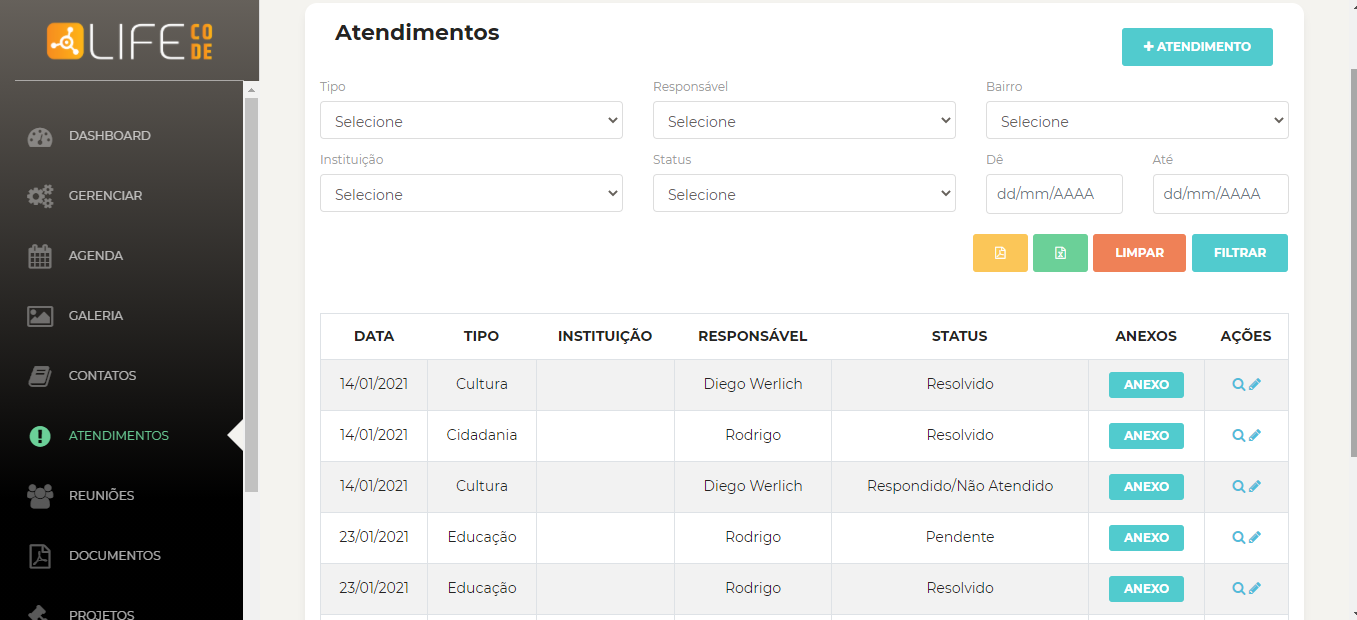 LIFE CODE
DASHBOARD
GERENCIAR
AGENDA
GALERIA
CONTATOS
ATENDIMENTOS
REUNIÕES
DOCUMENTOS
PROJETOS
Atendimentos
+ ATENDIMENTO
Tipo Responsável Bairro
Selecione Selecione Selecione
Instituição Status Dê Até
Selecione Selecione dd/mm/AAAA dd/mm/AAAA
LIMPAR FILTRAR
DATA TIPO INSTITUIÇÃO RESPONSÁVEL STATUS ANEXOS AÇÕES
14/01/2021 Cultura Diego Werlich Resolvido ANEXO
14/01/2021 Cidadania Rodrigo Resolvido ANEXO
14/01/2021 Cultura Diego Werlich Respondido/Não Atendido ANEXO
23/01/2021 Educação Rodrigo Pendente ANEXO
23/01/2021 Educação Rodrigo Resolvido ANEXO